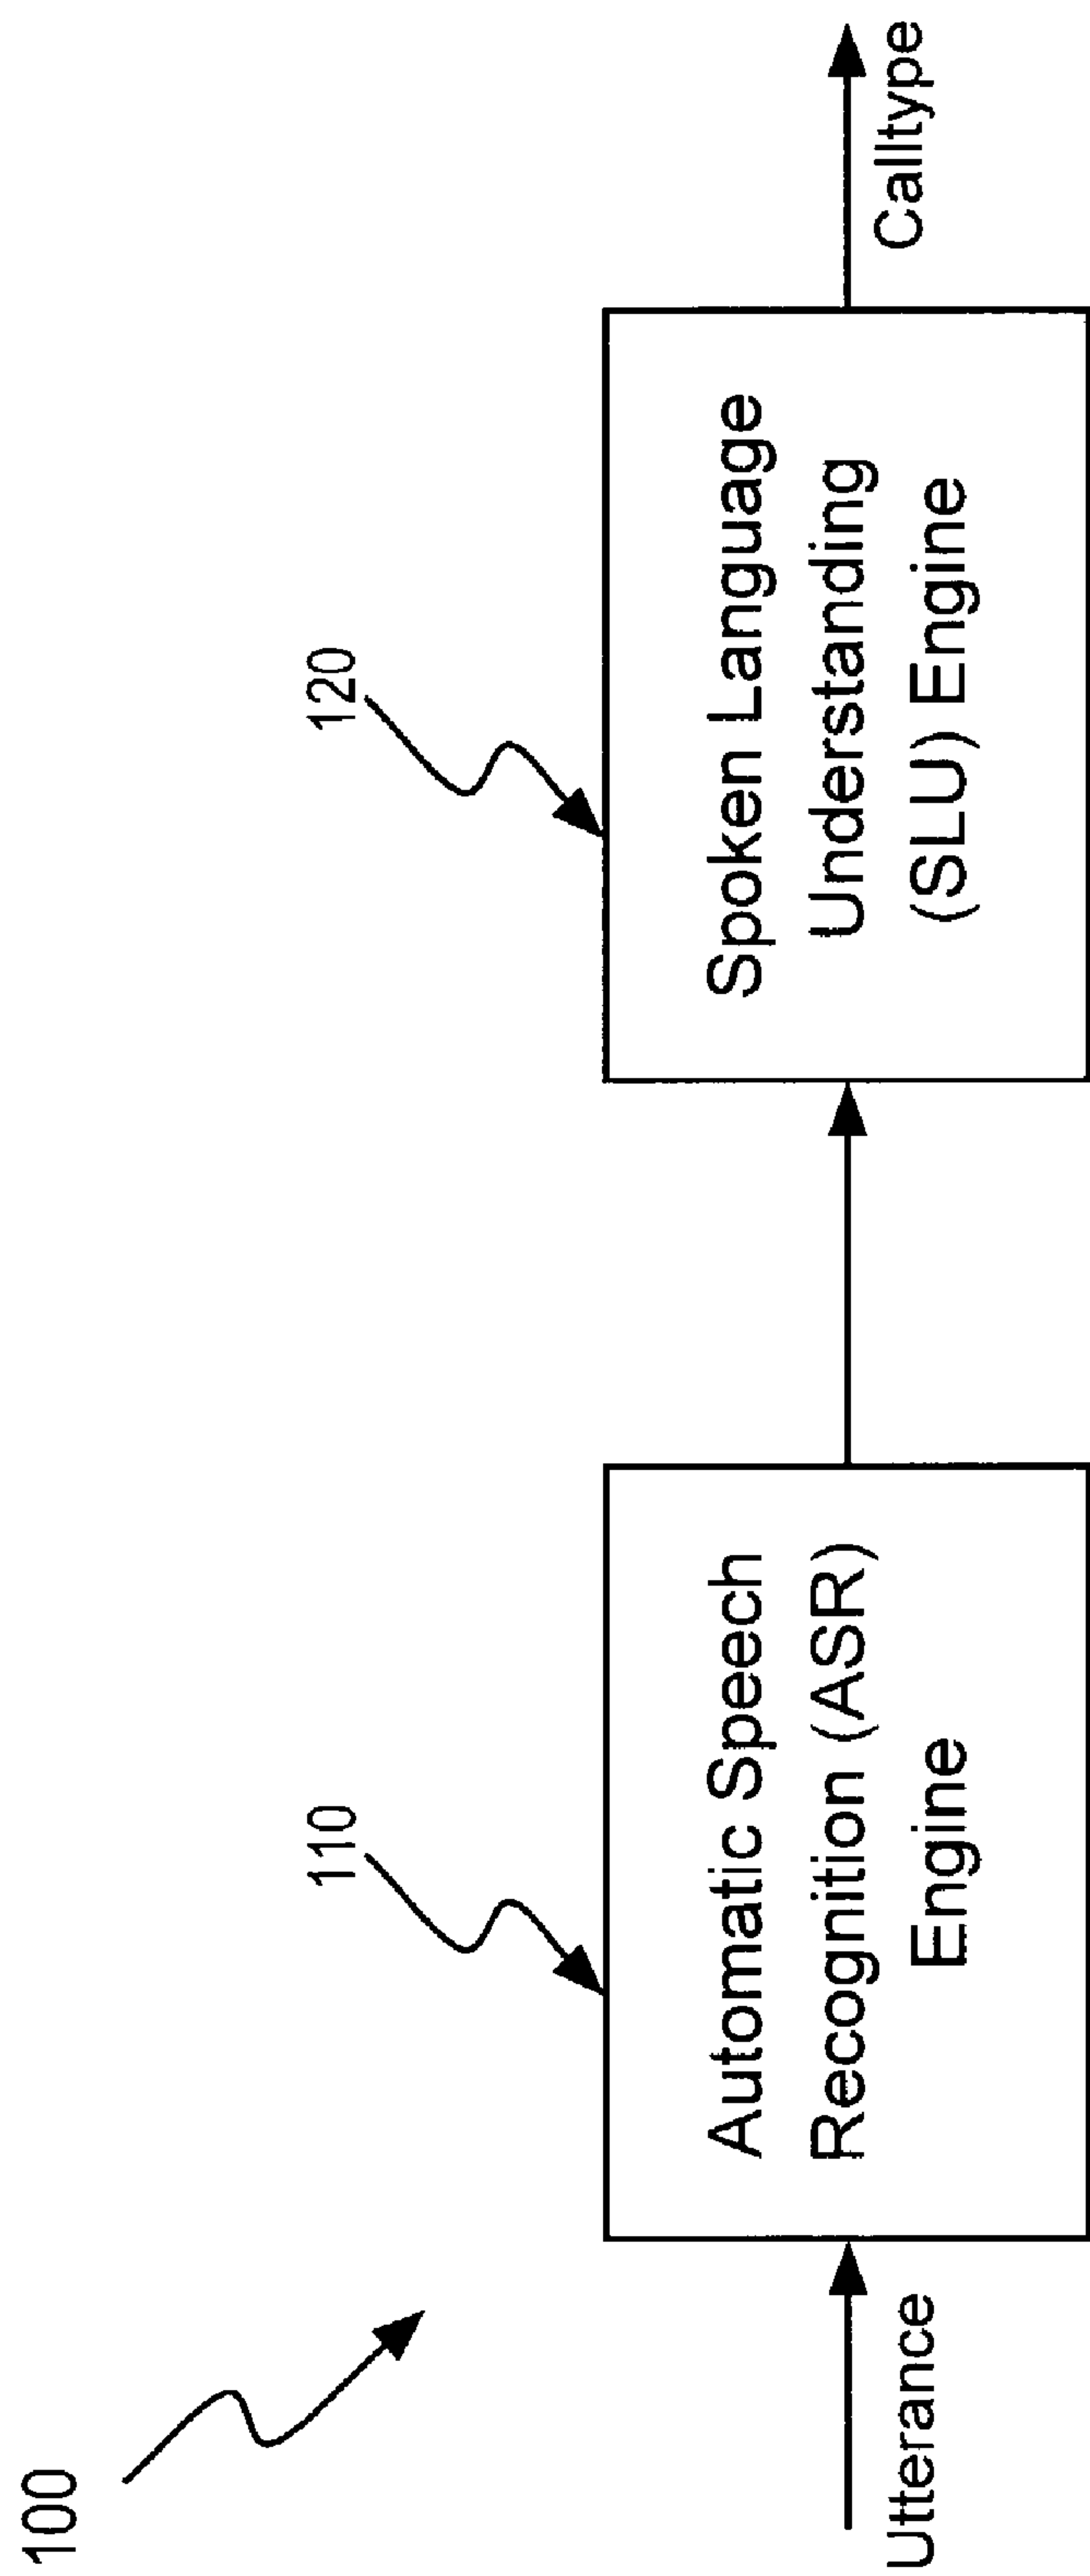 100
110
120
Utterance
Automatic Speech
Recognition (ASR)
Engine
Spoken Language
Understanding
(SLU) Engine
Calltype